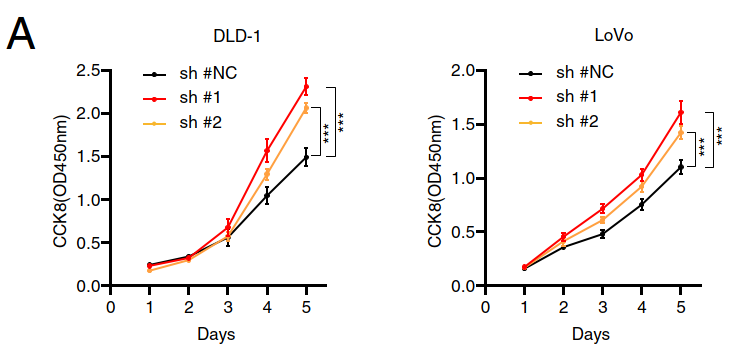 A
DLD-1
CCK8(OD450nm)
2.5
2.0
1.5
1.0
0.5
0.0
sh #NC
sh #1
sh #2
***
***
0 1 2 3 4 5
Days
LoVo
CCK8(OD450nm)
2.0
1.5
1.0
0.5
0.0
sh #NC
sh #1
sh #2
***
***
0 1 2 3 4 5
Days